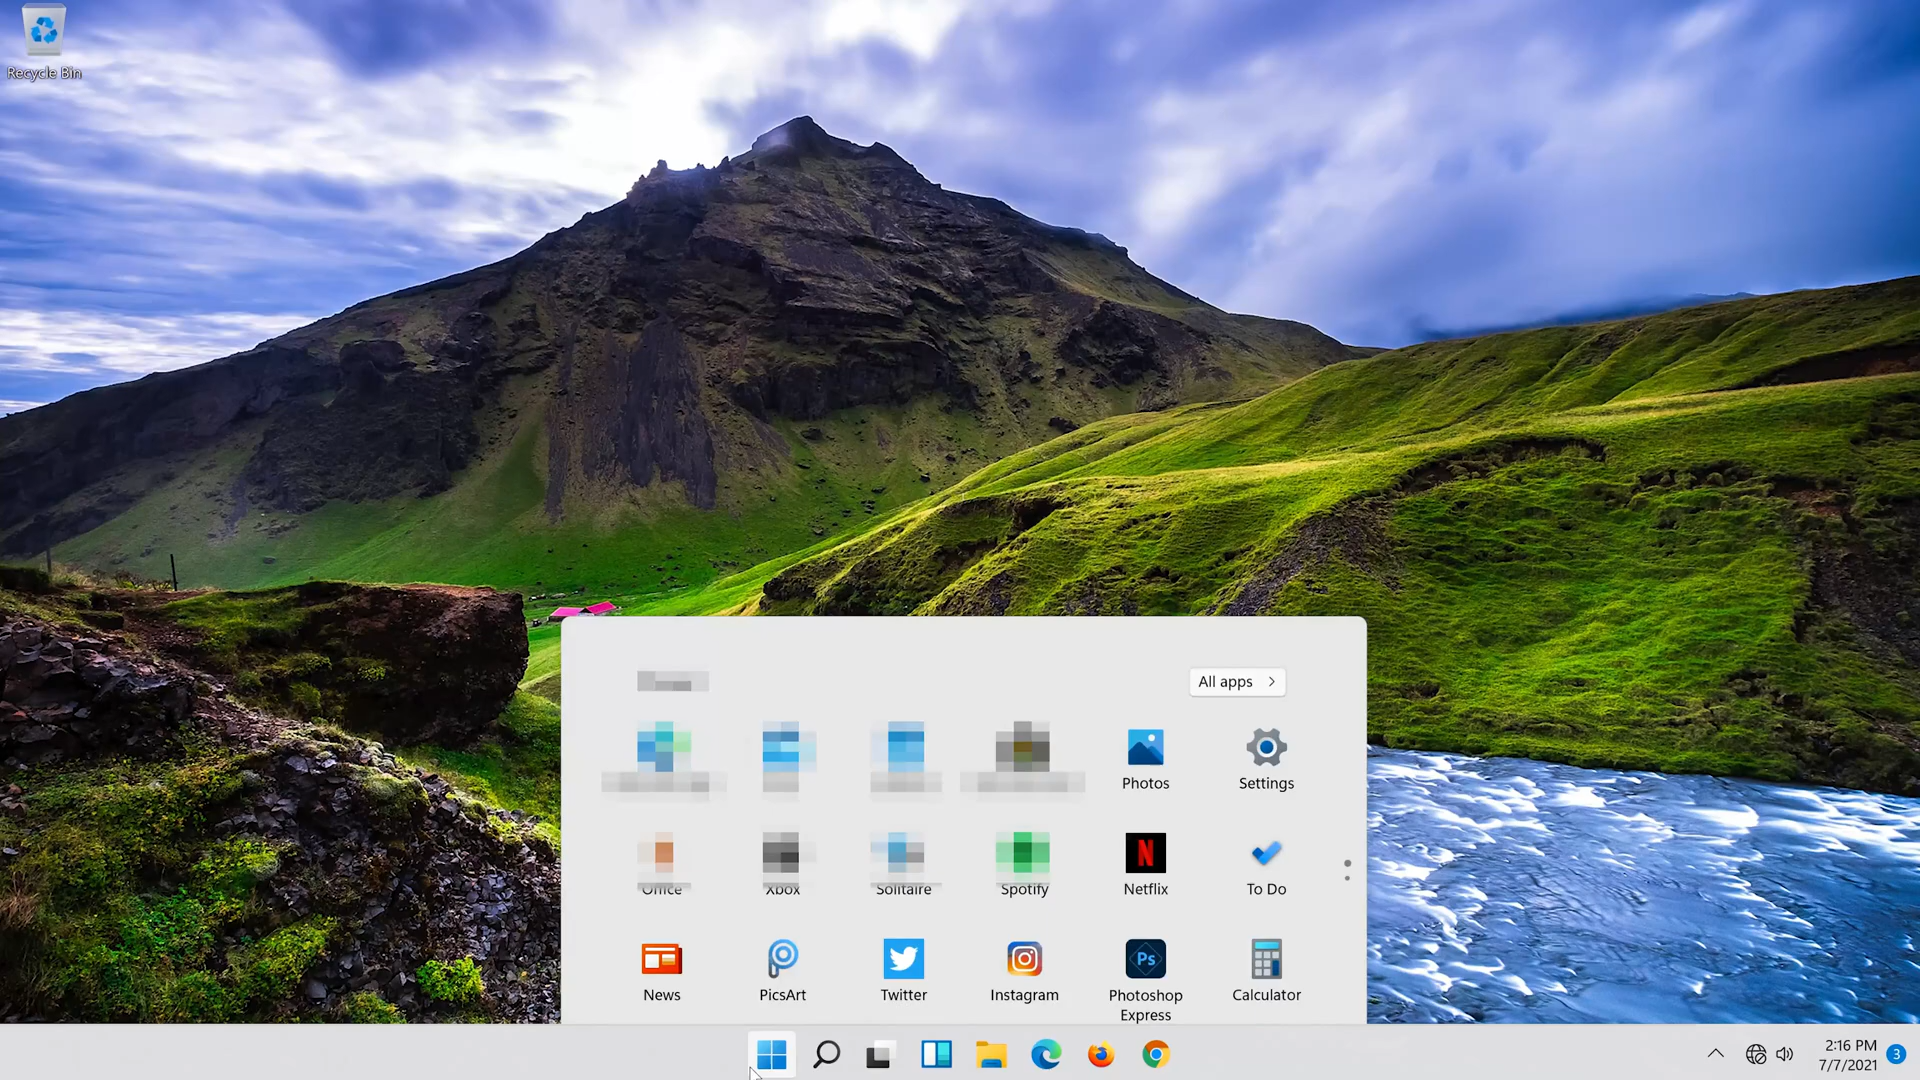 Recycle Bin
All apps
Photos
Settings
Office
Xbox
Solitaire
Spotify
N
Netflix
To Do
News
PicsArt
Twitter
Instagram
Ps
Photoshop
Express
Calculator
2:16 PM
7/7/2021
3